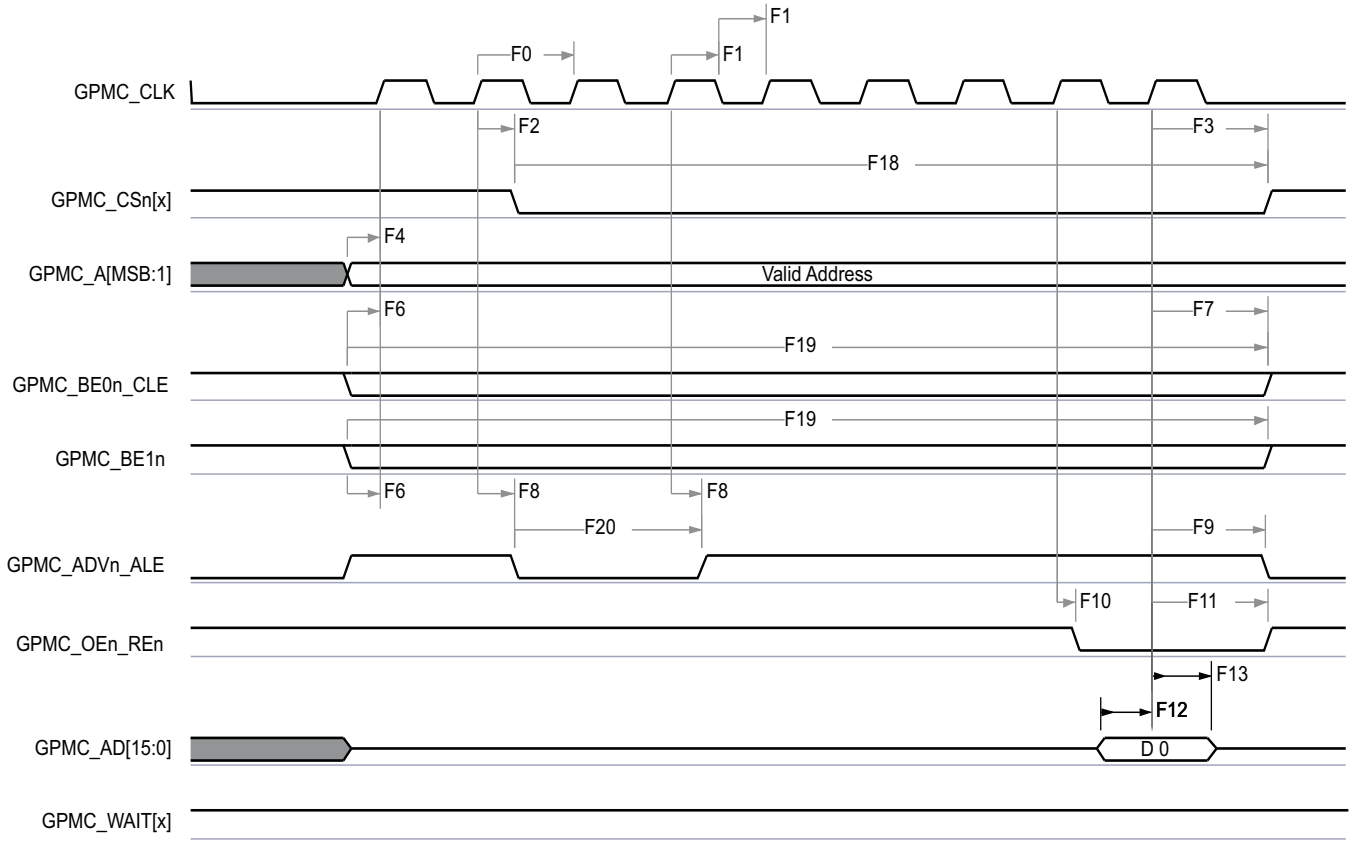 F1
F0
F1
GPMC_CLK
F2
F3
F18
GPMC_CSn[x]
F4
GPMC_A[MSB:1]
Valid Address
F6
F7
F19
GPMC_BE0n_CLE
F19
GPMC_BE1n
F6
F8
F8
F20
F9
GPMC_ADVn_ALE
F10
F11
GPMC_OEn_REn
F13
F12
GPMC_AD[15:0]
D 0
GPMC_WAIT[x]